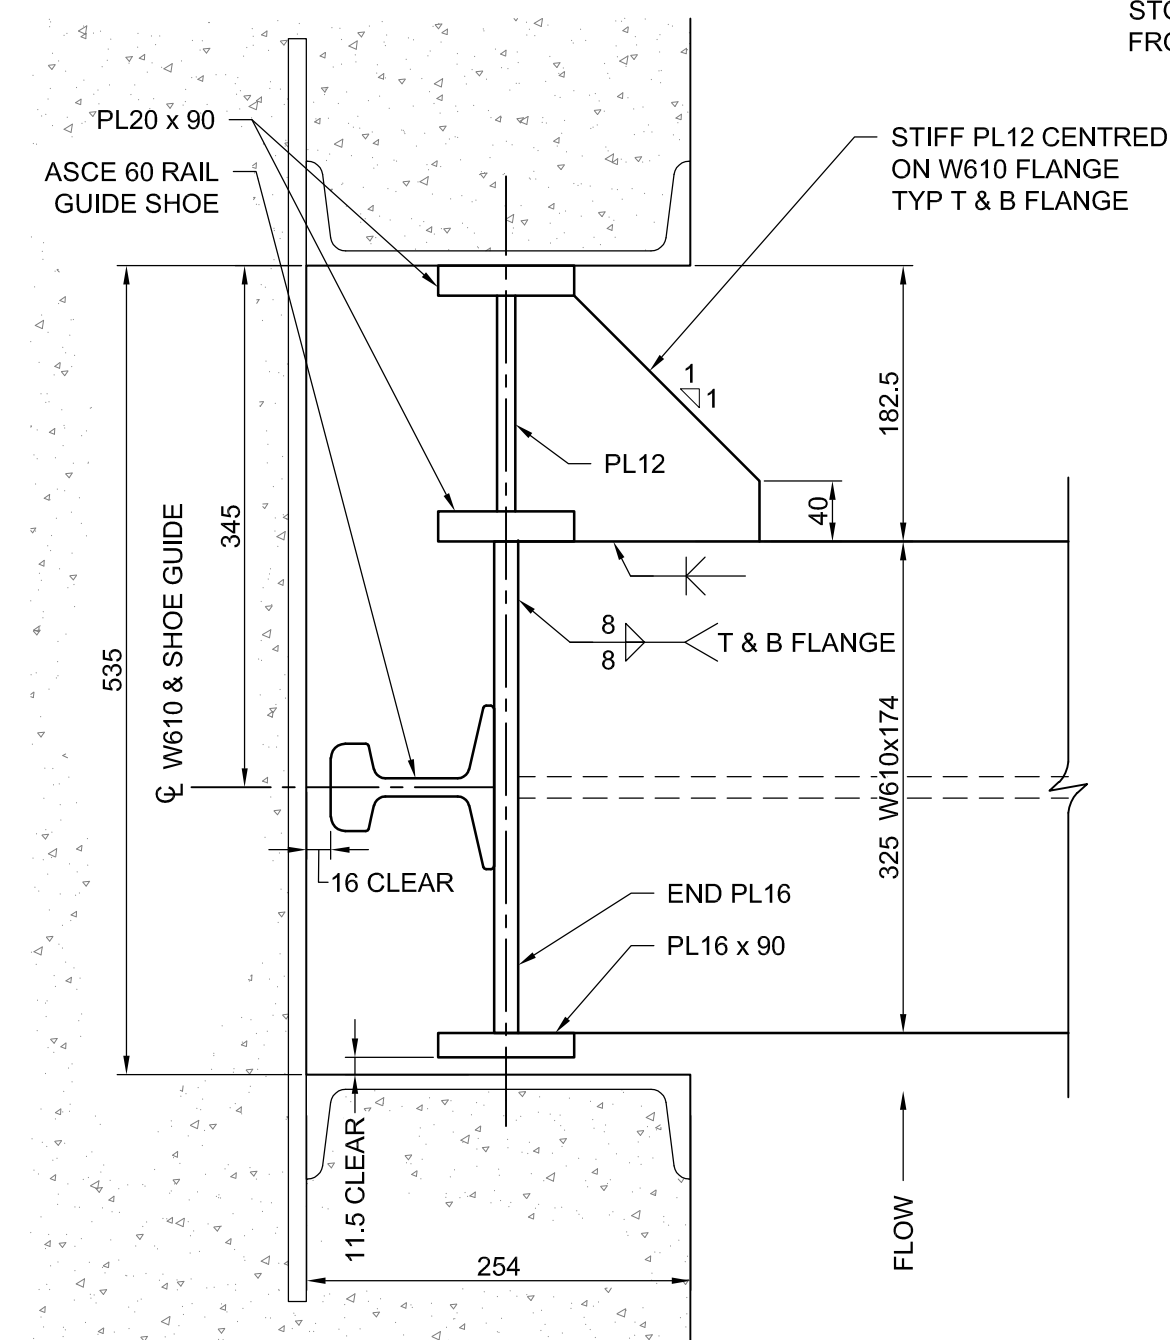 STO
FRO
PL20 x 90
ASCE 60 RAIL
GUIDE SHOE
STIFF PL12 CENTRED
ON W610 FLANGE
TYP T & B FLANGE
1
1
182.5
PL12
40
345
535
℄ W610 & SHOE GUIDE
8
8
T & B FLANGE
325 W610x174
16 CLEAR
END PL16
PL16 x 90
11.5 CLEAR
254
FLOW